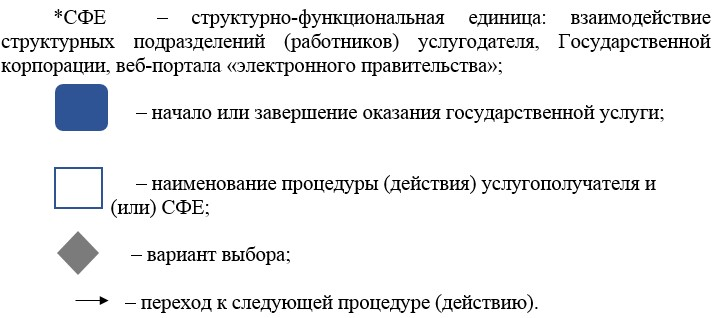 *СФЕ – структурно-функциональная единица: взаимодействие
структурных подразделений (работников) услугодателя, Государственной
корпорации, веб-портала «электронного правительства»;
– начало или завершение оказания государственной услуги;
– наименование процедуры (действия) услугополучателя и
(или) СФЕ;
– вариант выбора;
– переход к следующей процедуре (действию).